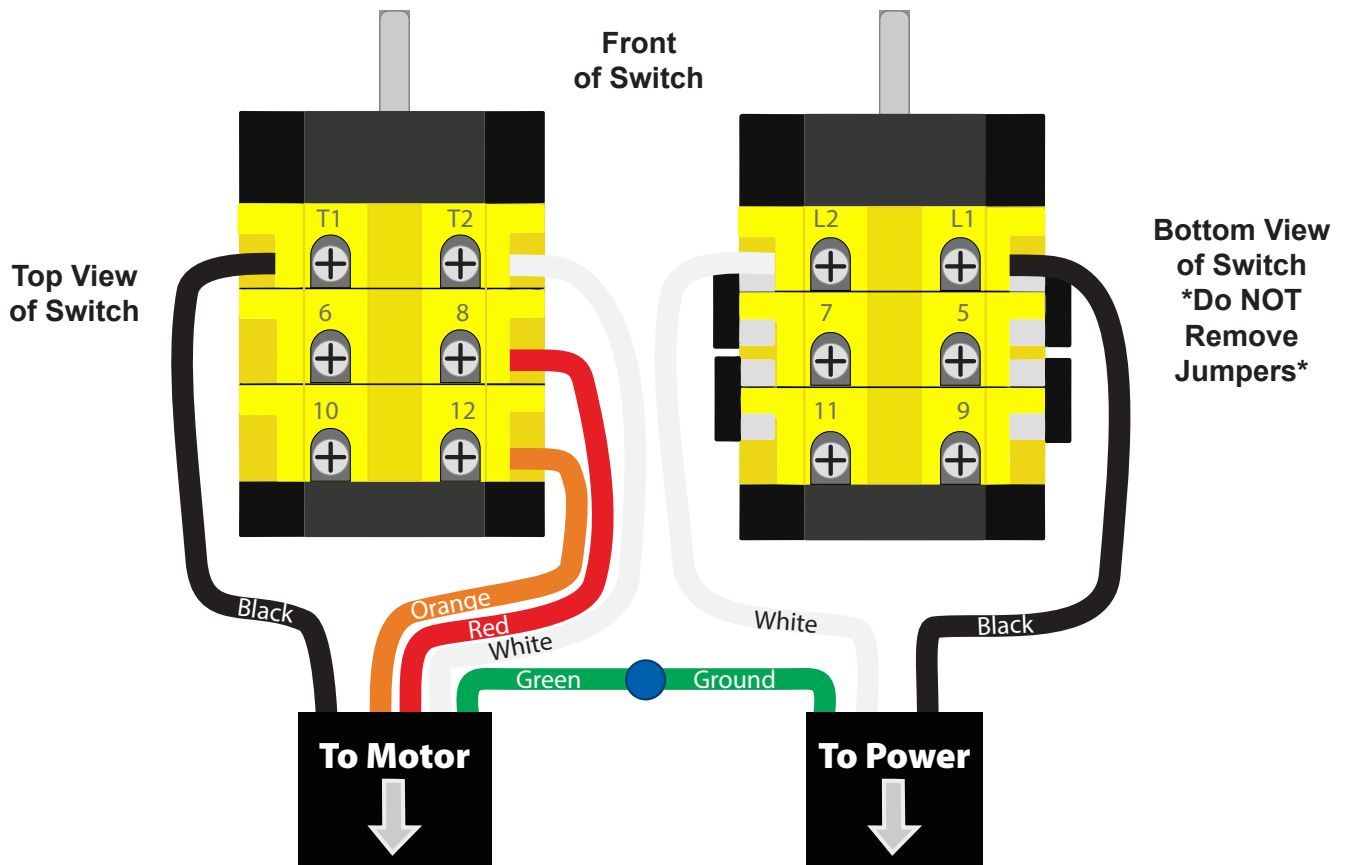 Front
of Switch
Top View
of Switch
T1 T2
6 8
10 12
L2 L1
7 5
11 9
Bottom View
of Switch
*Do NOT
Remove
Jumpers*
Black
Orange
Red
White
Green
Ground
White
Black
To Motor
To Power